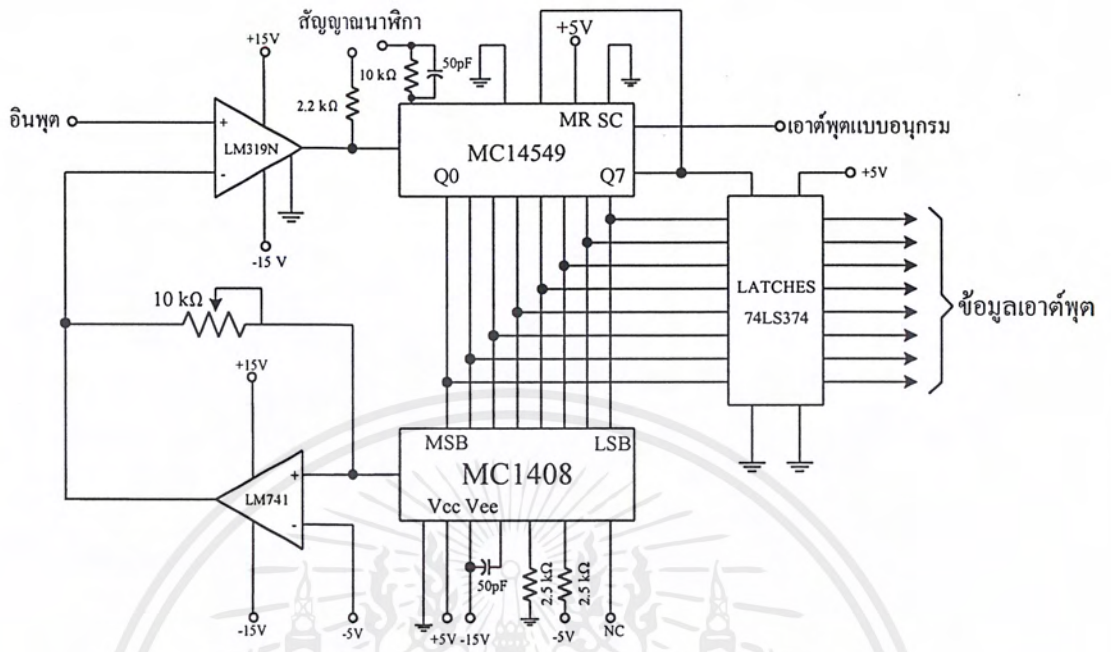 สัญญาณนาฬิกา
+5V
+15V
50pF
10 kΩ
2.2 kΩ
อินพุต
+
LM319N
-
-15 V
MR SC
MC14549
Q0 Q7
เอาต์พุตแบบอนุกรม
+5V
LATCHES
74LS374
ข้อมูลเอาต์พุต
10 kΩ
+15V
MSB LSB
MC1408
Vcc Vee
+
LM741
-
50pF
2.5 kΩ
2.5 kΩ
-15V
-5V
+5V
-15V
-5V
NC